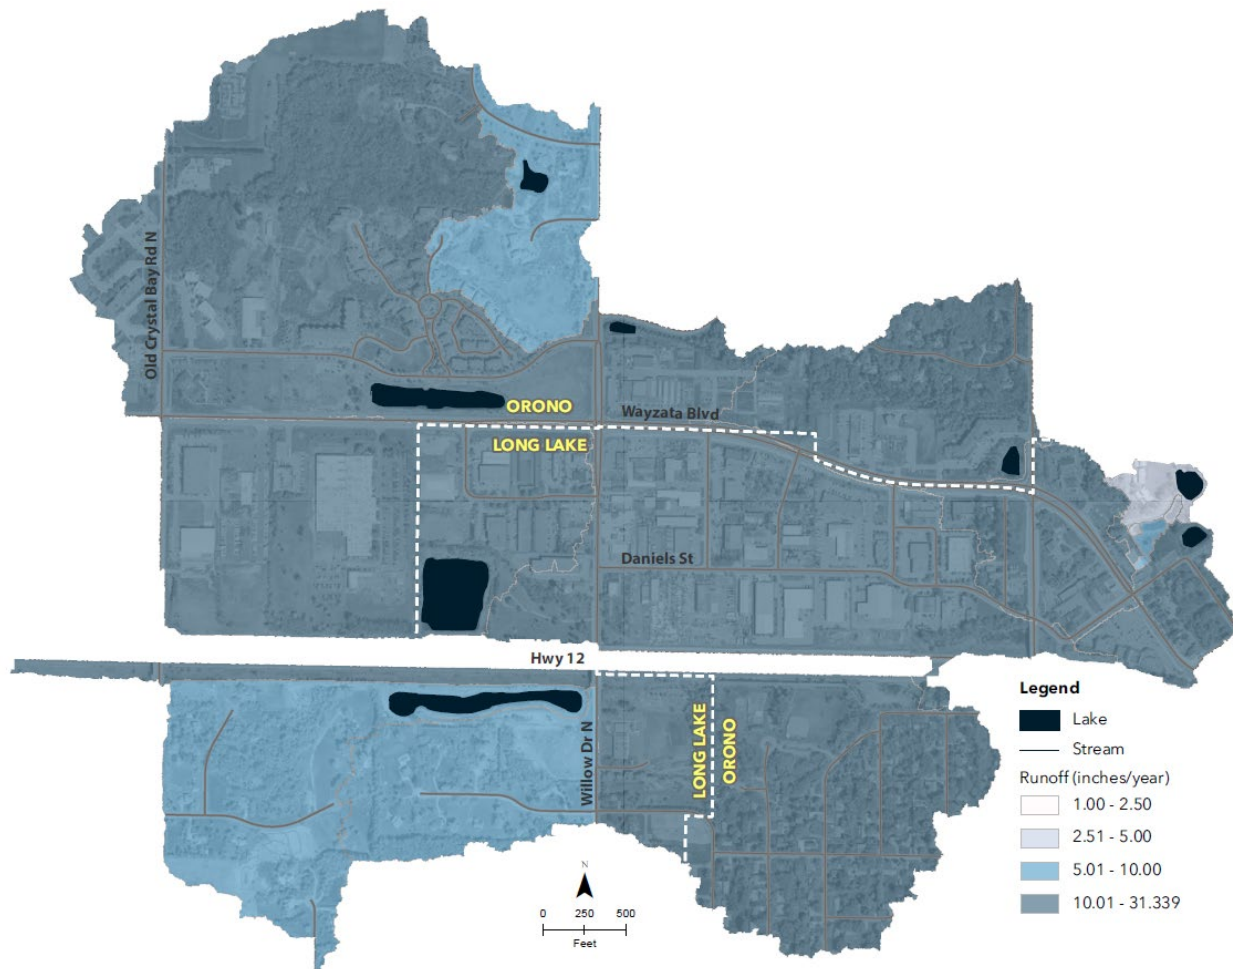 Old Crystal Bay Rd N
ORONO
Wayzata Blvd
LONG LAKE
Daniels St
Hwy 12
Willow Dr N
LONG LAKE
ORONO
N
0 250 500
Feet
Legend
Lake
Stream
Runoff (inches/year)
1.00 - 2.50
2.51 - 5.00
5.01 - 10.00
10.01 - 31.339